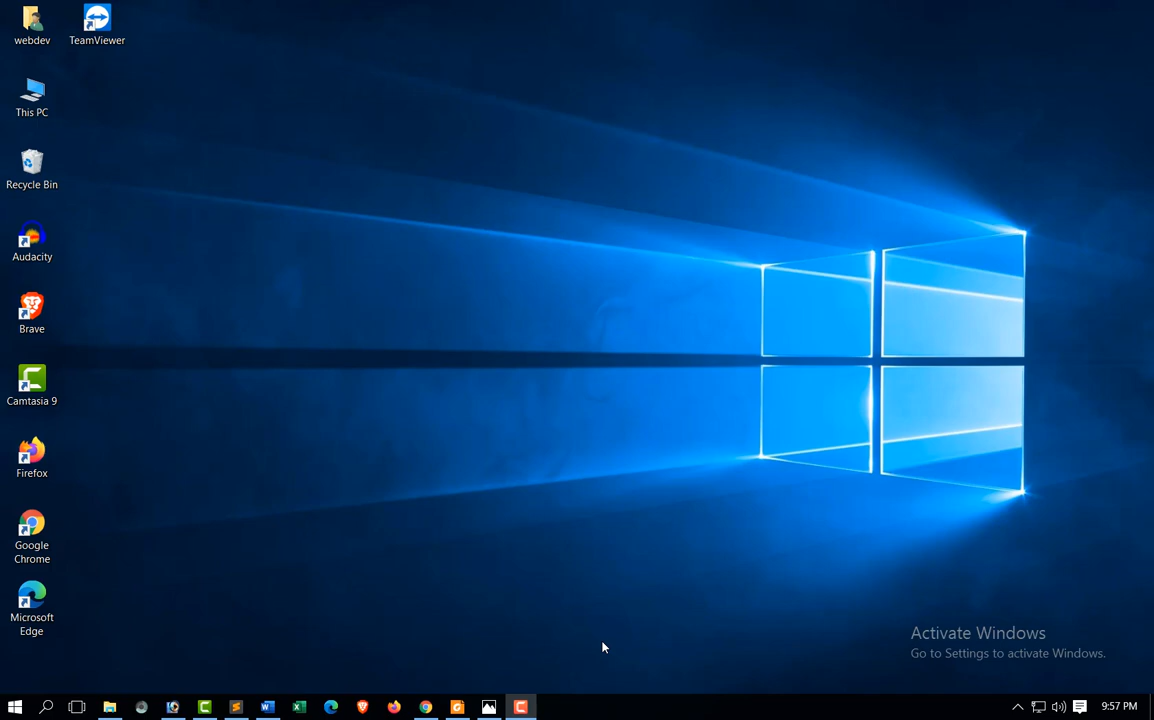 webdev
TeamViewer
This PC
Recycle Bin
Audacity
Brave
Camtasia 9
Firefox
Google
Chrome
Microsoft
Edge
Activate Windows
Go to Settings to activate Windows.
9:57 PM